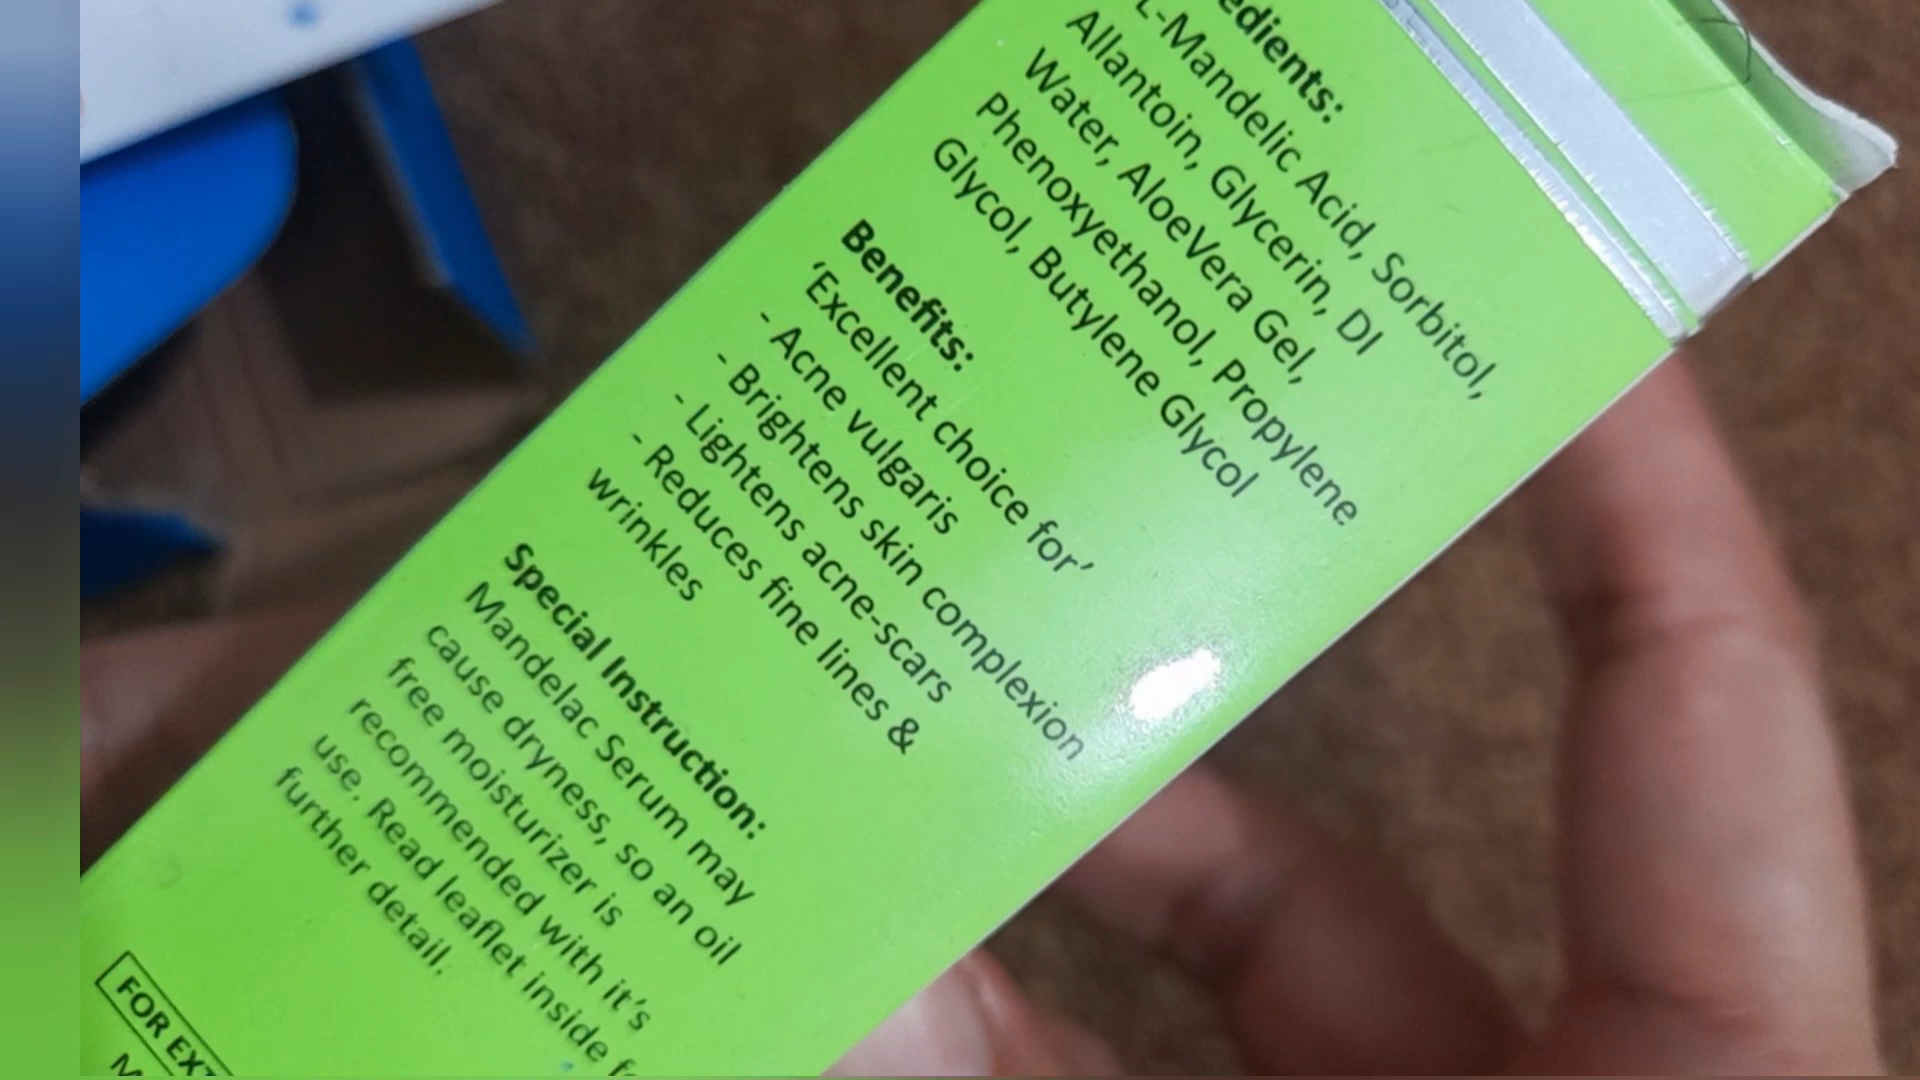 edients:
L-Mandelic Acid, Sorbitol,
Allantoin, Glycerin, DI
Water, AloeVera Gel,
Phenoxyethanol, Propylene
Glycol, Butylene Glycol
Benefits:
‘Excellent choice for’
- Acne vulgaris
- Brightens skin complexion
- Lightens acne-scars
- Reduces fine lines &
wrinkles
Special Instruction:
Mandelac Serum may
cause dryness, so an oil
free moisturizer is
recommended with it’s
use. Read leaflet inside fo
further detail.
FOR EXT
M